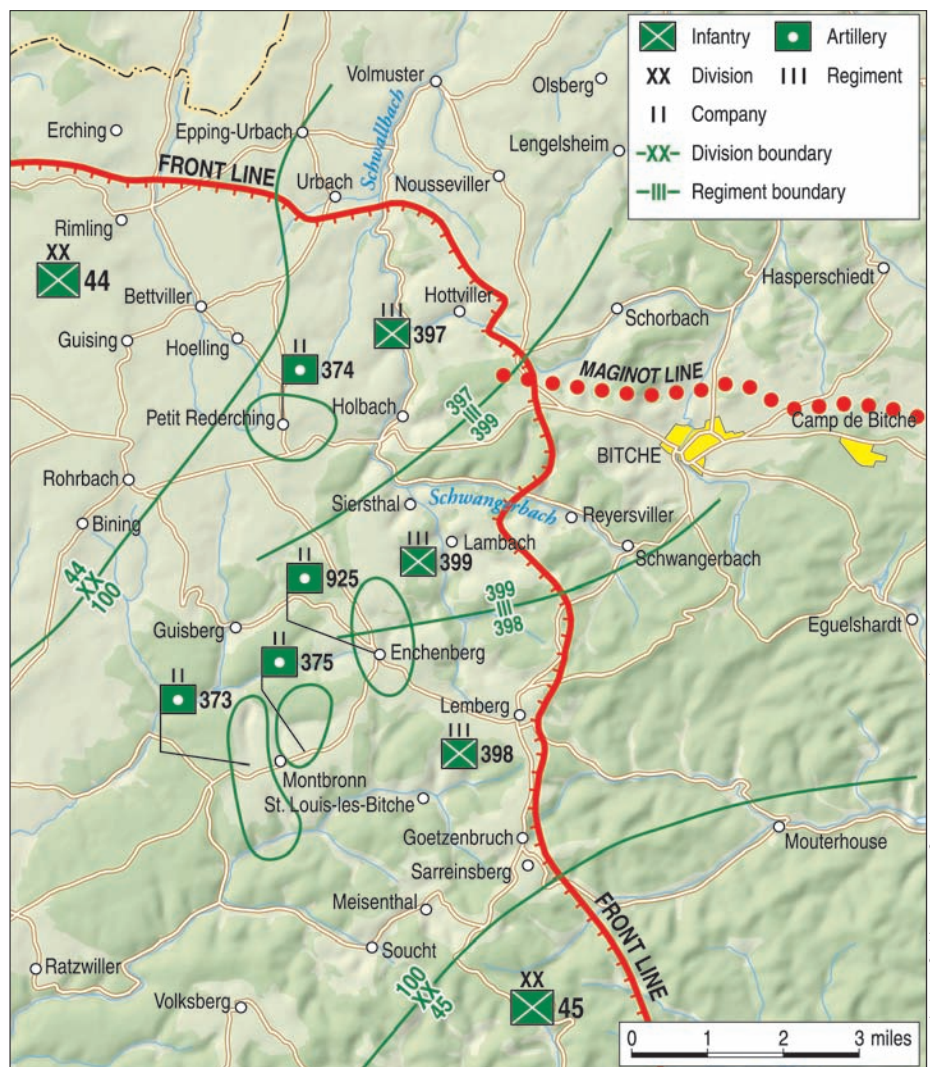 Infantry
Artillery
XX Division
III Regiment
II Company
-XX- Division boundary
-III- Regiment boundary
Volmuster
Olsberg
Schwallbach
Erching
Epping-Urbach
Lengelsheim
FRONT LINE
Urbach
Nousseviller
Rimling
XX
44
Hasperschiedt
Bettviller
Hottviller
III
397
Schorbach
Guising
Hoelling
II
374
MAGINOT LINE
Petit Rederching
Holbach
397
III
399
Camp de Bitche
BITCHE
Rohrbach
Siersthal
Schwangerbach
Reyersviller
Bining
Lambach
III
399
Schwangerbach
II
925
44
XX
100
399
III
398
Guisberg
Eguelshardt
II
375
Enchenberg
II
373
Lemberg
III
398
Montbronn
St. Louis-les-Bitche
Goetzenbruch
Mouterhouse
Sarreinsberg
Meisenthal
FRONT LINE
Soucht
Ratzwiller
100
XX
45
XX
45
Volksberg
0 1 2 3 miles